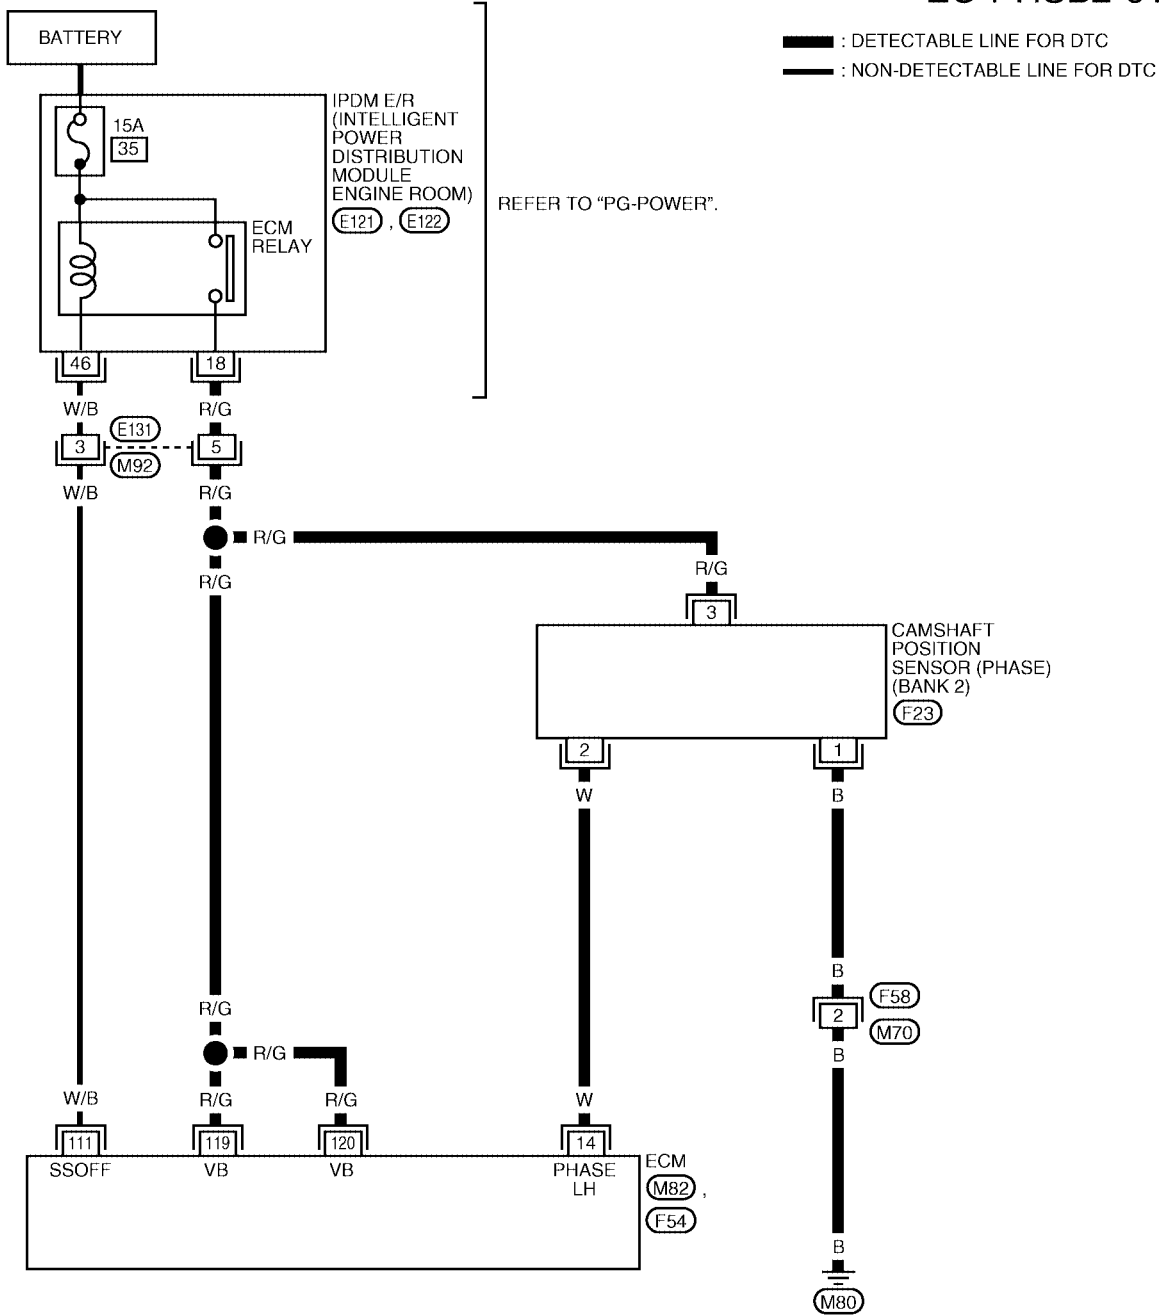 BATTERY
: DETECTABLE LINE FOR DTC
: NON-DETECTABLE LINE FOR DTC
15A
35
IPDM E/R
(INTELLIGENT
POWER
DISTRIBUTION
MODULE
ENGINE ROOM)
E121 , E122
REFER TO “PG-POWER”.
ECM
RELAY
46 18
W/B R/G
3 E131 5
M92
W/B R/G
R/G
R/G
R/G
3
CAMSHAFT
POSITION
SENSOR (PHASE)
(BANK 2)
F23
2 1
W B
B
F58
2
M70
B
R/G
R/G
W/B R/G R/G W
111 119 120 14
SSOFF VB VB PHASE
LH
ECM
M82 ,
F54
B
M80